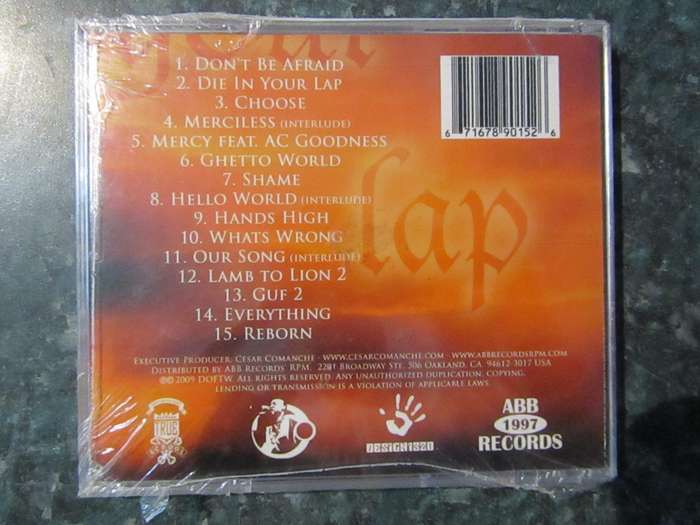 your
1. Don't Be Afraid
2. Die In Your Lap
3. Choose
4. Merciless (interlude)
5. Mercy feat. AC Goodness
6. Ghetto World
7. Shame
8. Hello World (interlude)
9. Hands High
10. Whats Wrong
11. Our Song (interlude)
12. Lamb to Lion 2
13. Guf 2
14. Everything
15. Reborn
6 71678 90152 6
lap
Executive Producer: Cesar Comanche · www.cesarcomanche.com · www.abbrecordsrpm.com
Distributed by ABB Records RPM. 2201 Broadway Ste. 506 Oakland, CA. 94612-3017 USA
℗© 2009 DOFTW. All rights reserved. Any unauthorized duplication, copying,
lending or transmission is a violation of applicable laws.
TRUE
ABB
1997
RECORDS